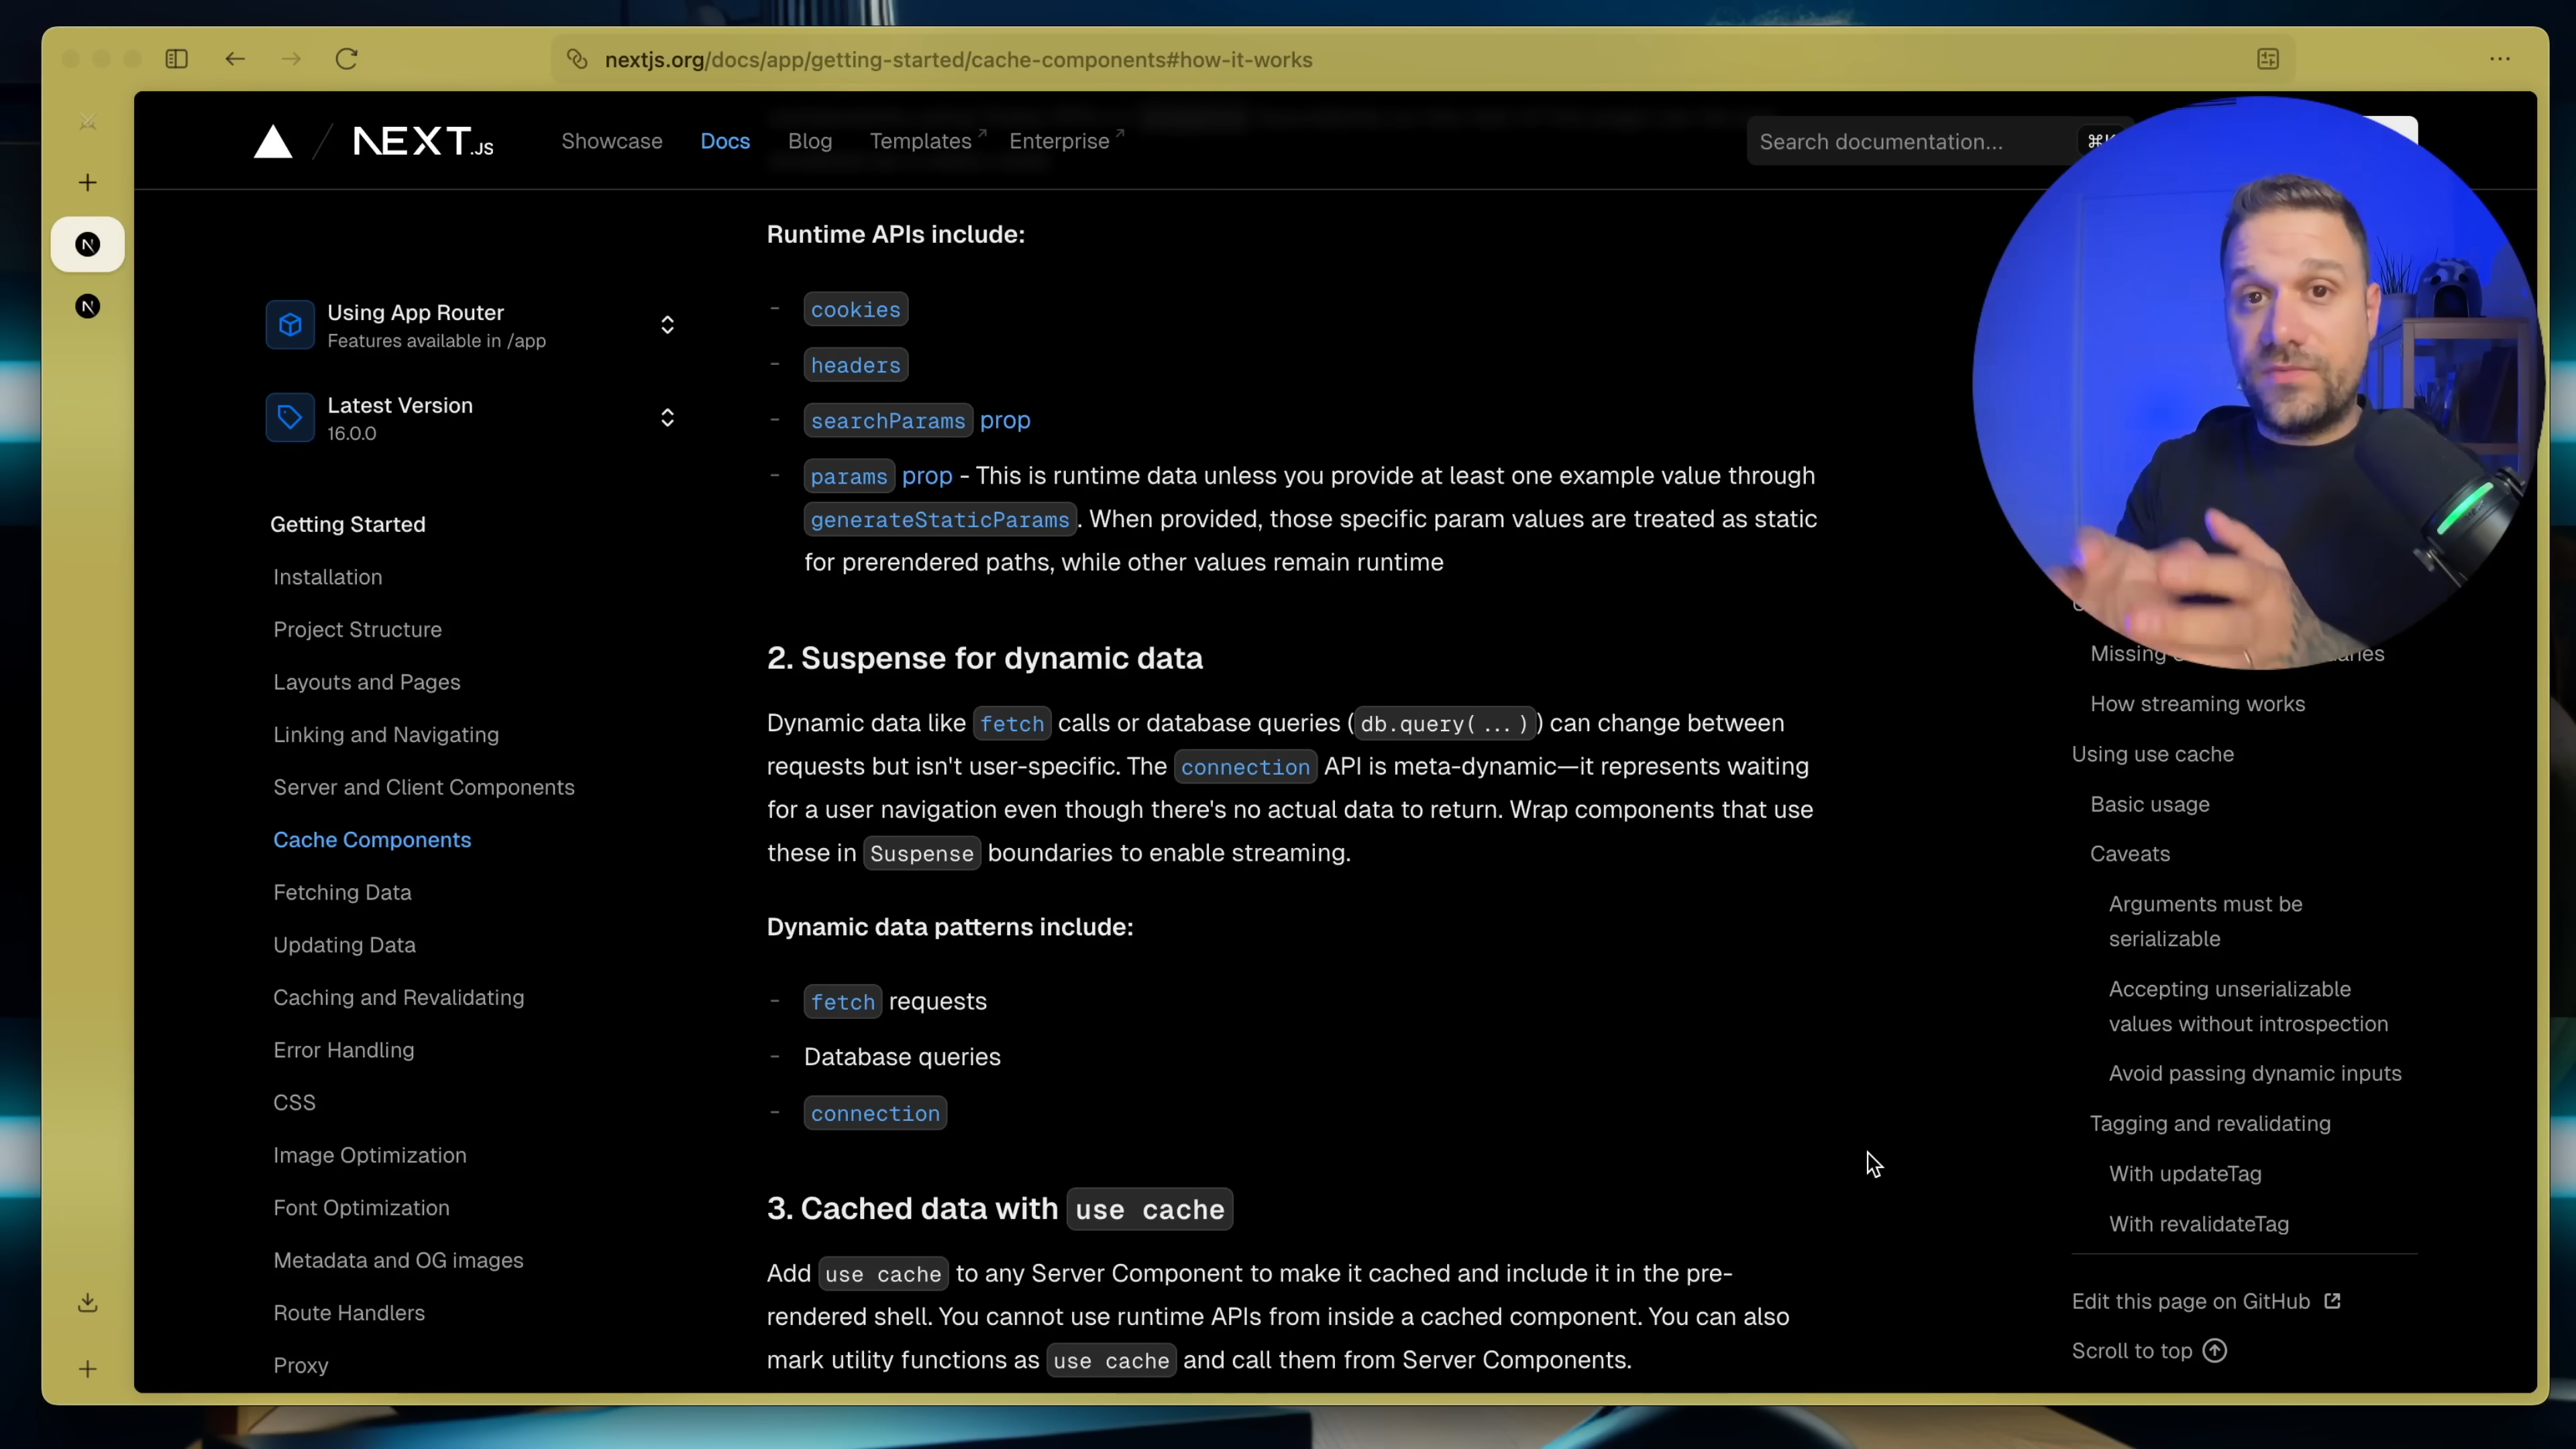 nextjs.org/docs/app/getting-started/cache-components#how-it-works
NEXT.JS
Showcase
Docs
Blog
Templates
Enterprise
Search documentation...
Using App Router
Features available in /app
Latest Version
16.0.0
Getting Started
Installation
Project Structure
Layouts and Pages
Linking and Navigating
Server and Client Components
Cache Components
Fetching Data
Updating Data
Caching and Revalidating
Error Handling
CSS
Image Optimization
Font Optimization
Metadata and OG images
Route Handlers
Proxy
Runtime APIs include:
- cookies
- headers
- searchParams prop
- params prop - This is runtime data unless you provide at least one example value through
generateStaticParams. When provided, those specific param values are treated as static
for prerendered paths, while other values remain runtime
2. Suspense for dynamic data
Dynamic data like fetch calls or database queries (db.query(...)) can change between
requests but isn't user-specific. The connection API is meta-dynamic—it represents waiting
for a user navigation even though there's no actual data to return. Wrap components that use
these in Suspense boundaries to enable streaming.
Dynamic data patterns include:
- fetch requests
- Database queries
- connection
3. Cached data with use cache
Add use cache to any Server Component to make it cached and include it in the pre-
rendered shell. You cannot use runtime APIs from inside a cached component. You can also
mark utility functions as use cache and call them from Server Components.
Missing
How streaming works
Using use cache
Basic usage
Caveats
Arguments must be
serializable
Accepting unserializable
values without introspection
Avoid passing dynamic inputs
Tagging and revalidating
With updateTag
With revalidateTag
Edit this page on GitHub
Scroll to top